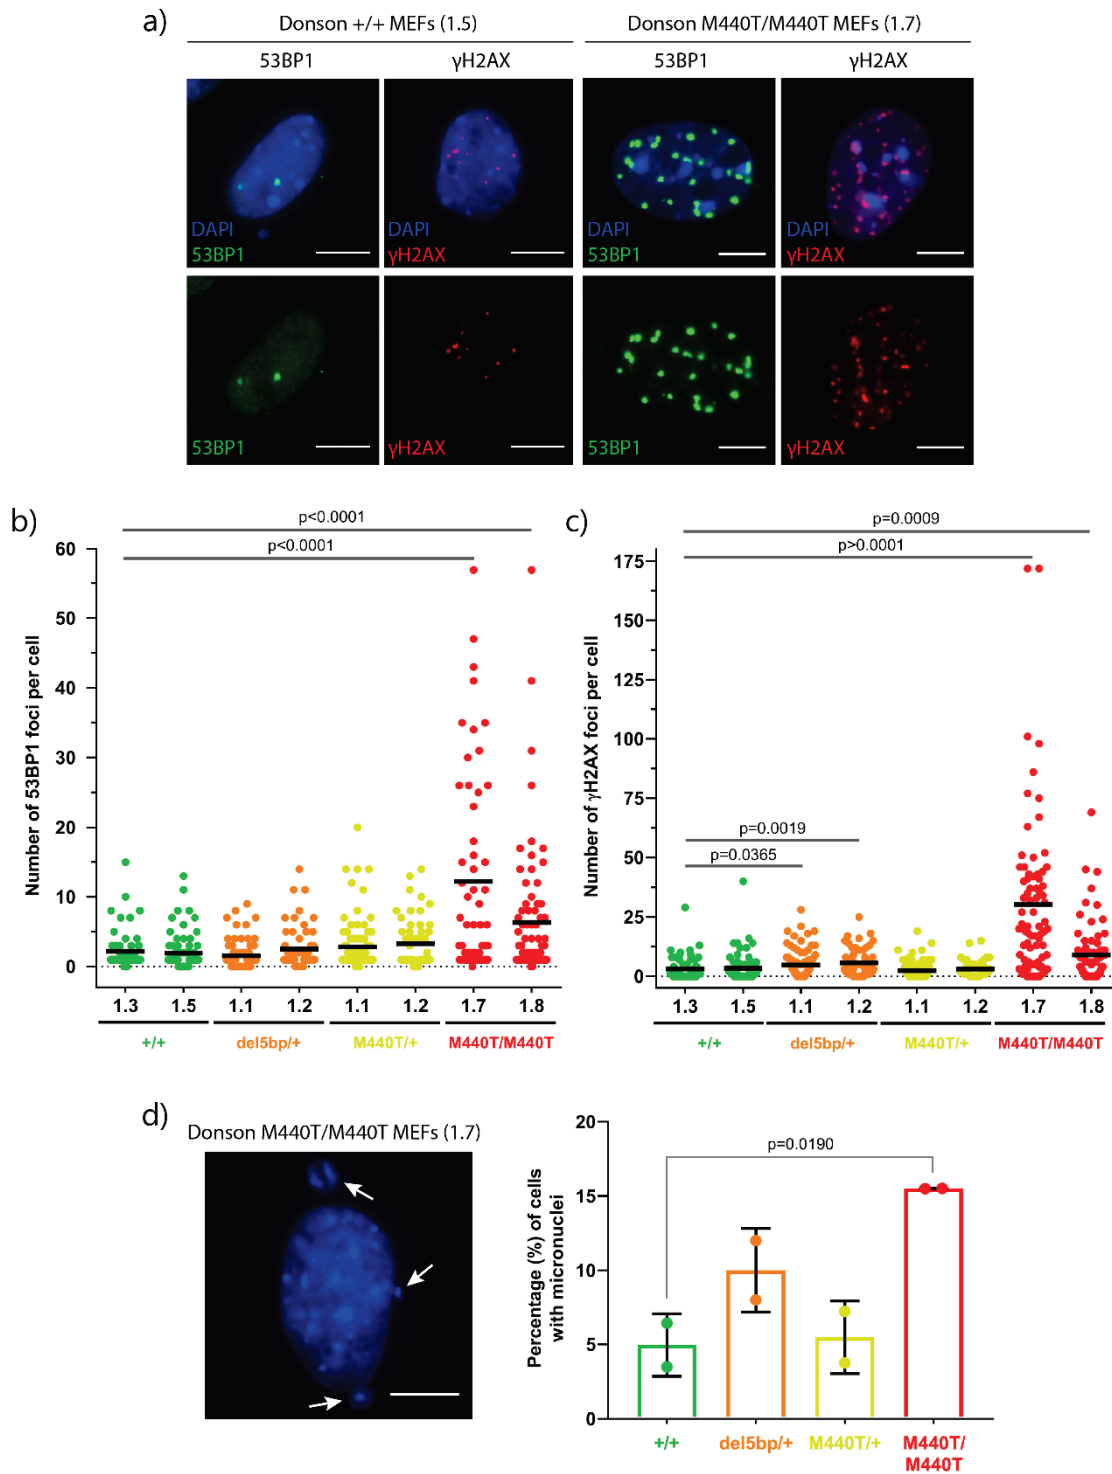 a)
Donson +/+ MEFs (1.5)
Donson M440T/M440T MEFs (1.7)
53BP1
γH2AX
53BP1
γH2AX
DAPI
53BP1
DAPI
γH2AX
DAPI
53BP1
DAPI
γH2AX
53BP1
γH2AX
53BP1
γH2AX
b)
p<0.0001
p<0.0001
Number of 53BP1 foci per cell
60
50
40
30
20
10
0
1.3 1.5 1.1 1.2 1.1 1.2 1.7 1.8
+/+ del5bp/+ M440T/+ M440T/M440T
c)
p=0.0009
p>0.0001
p=0.0019
p=0.0365
Number of γH2AX foci per cell
175
150
125
100
75
50
25
0
1.3 1.5 1.1 1.2 1.1 1.2 1.7 1.8
+/+ del5bp/+ M440T/+ M440T/M440T
d)
Donson M440T/M440T MEFs (1.7)
p=0.0190
Percentage (%) of cells
with micronuclei
20
15
10
5
0
+/+ del5bp/+ M440T/+ M440T/
M440T